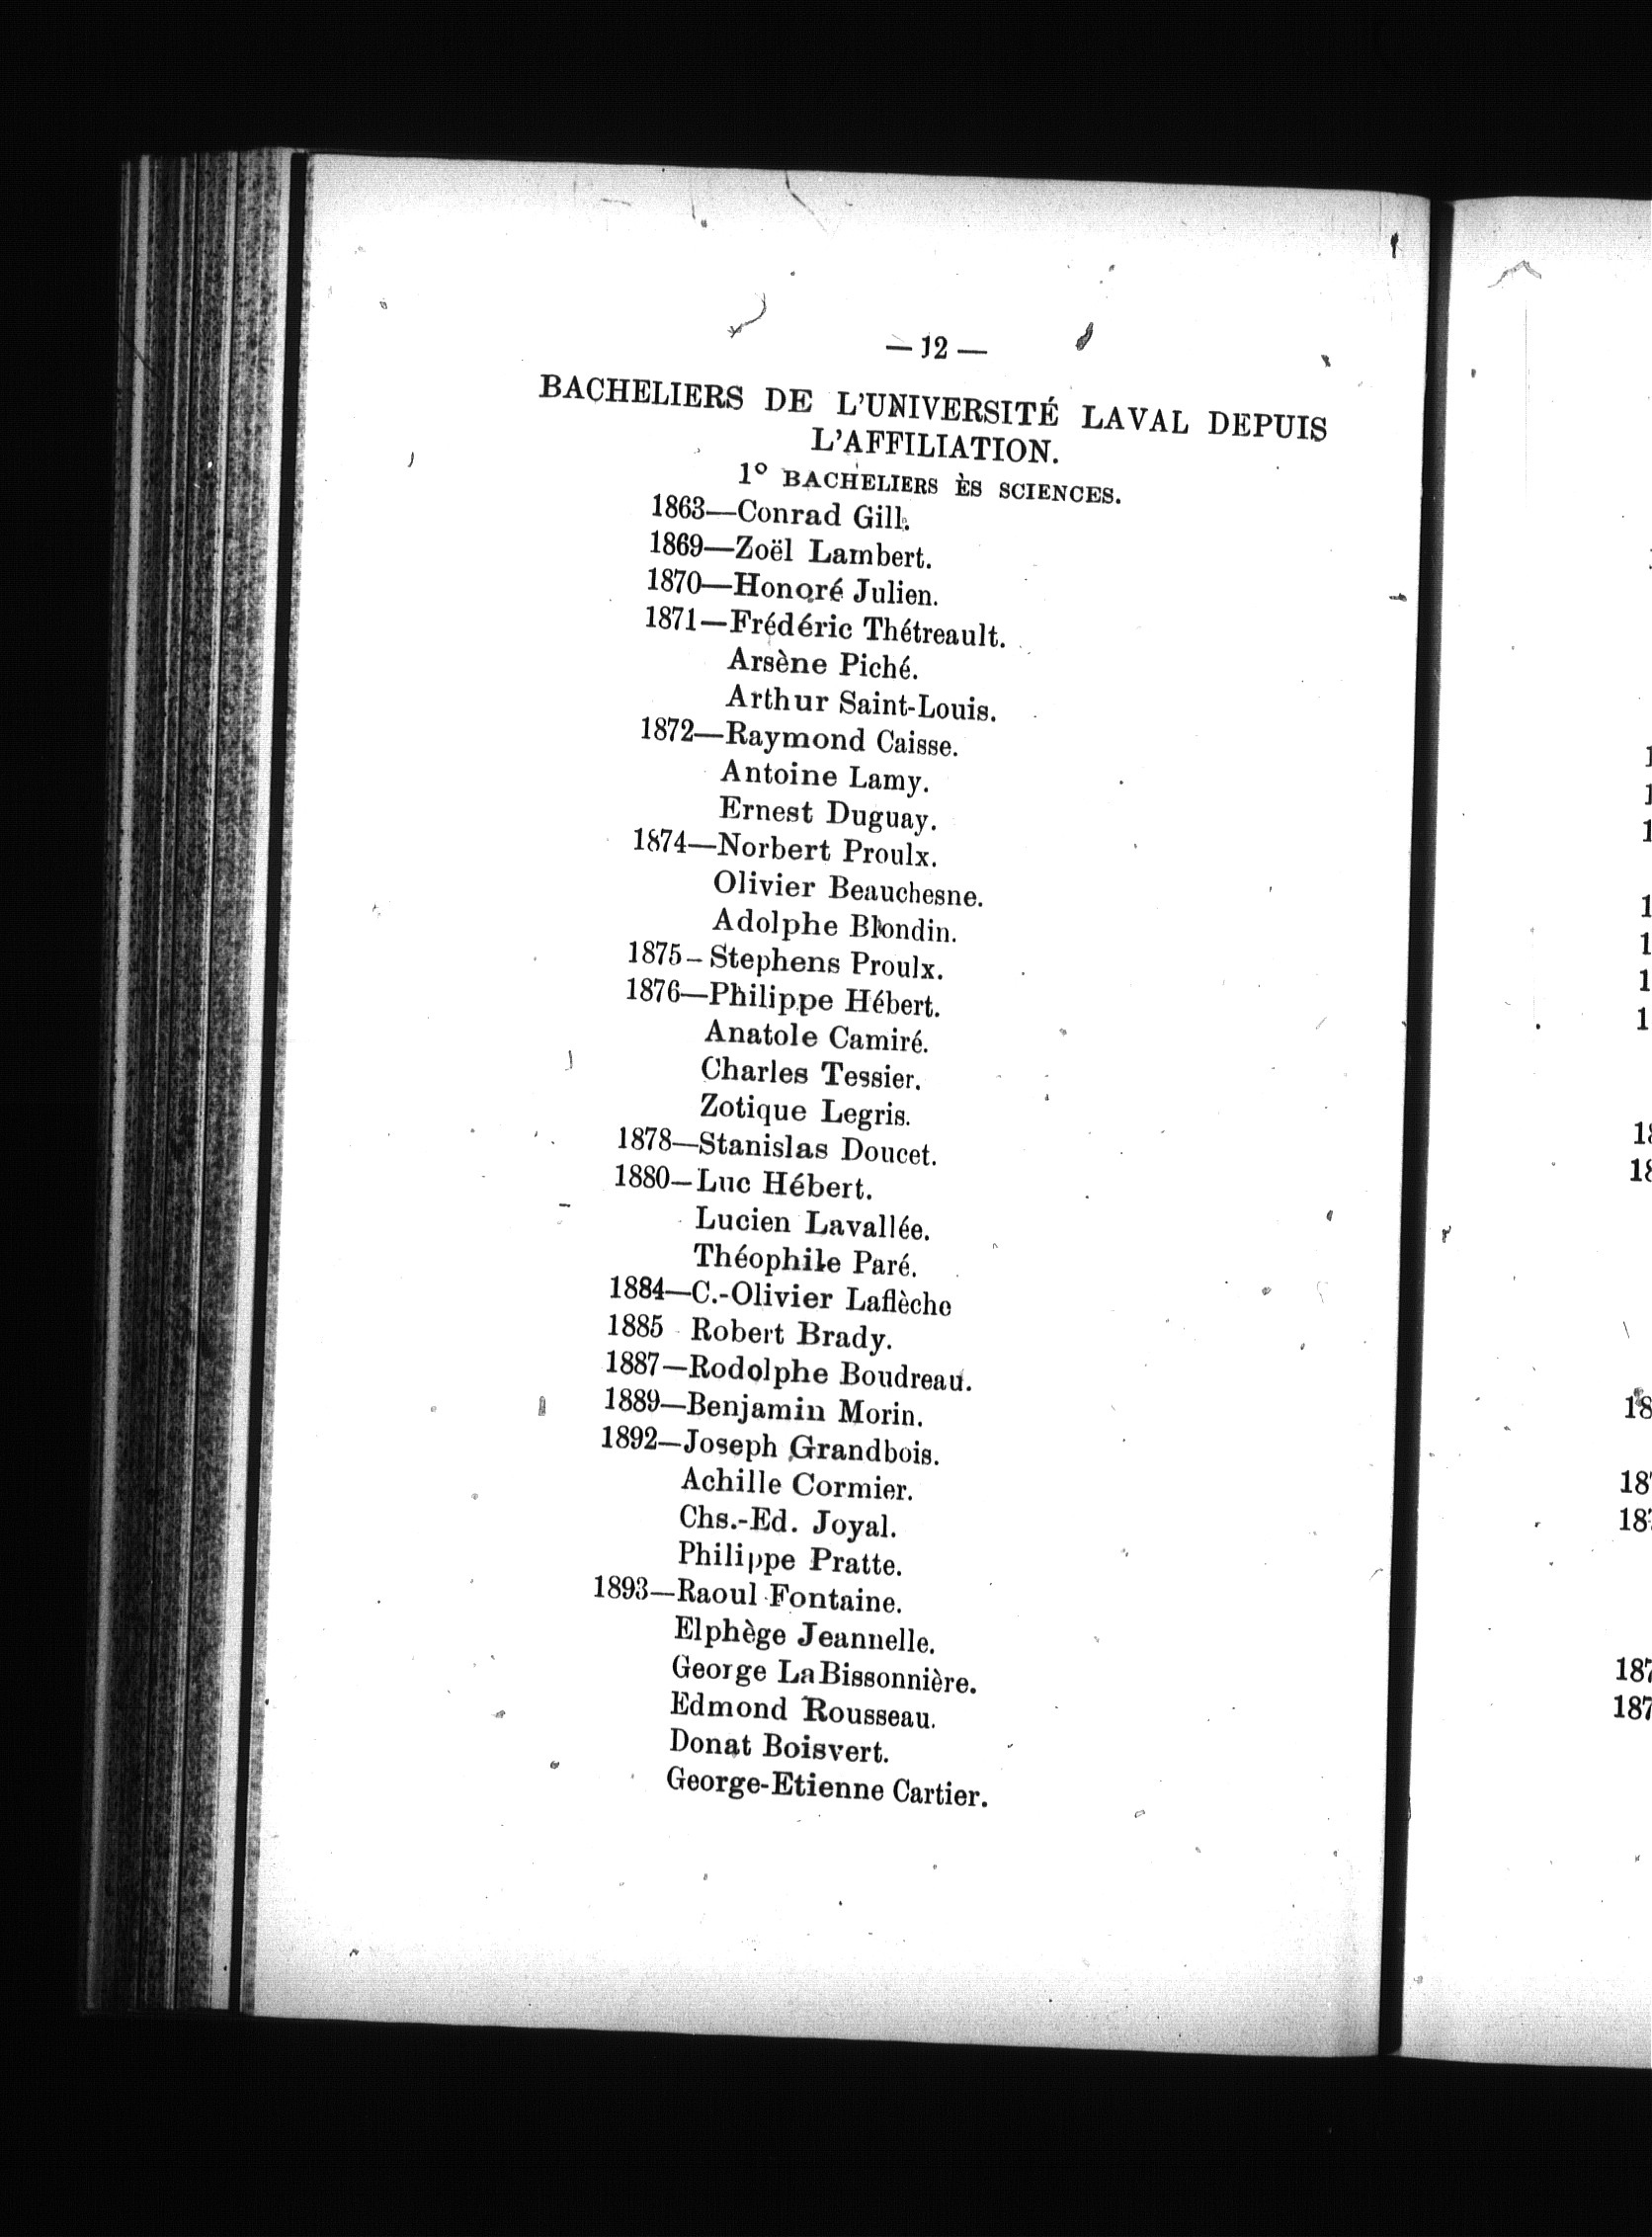 — 12 —
BACHELIERS DE L'UNIVERSITÉ LAVAL DEPUIS
L'AFFILIATION.
1° BACHELIERS ÈS SCIENCES.
1863—Conrad Gill.
1869—Zoël Lambert.
1870—Honoré Julien.
1871—Frédéric Thétreault.
Arsène Piché.
Arthur Saint-Louis.
1872—Raymond Caisse.
Antoine Lamy.
Ernest Duguay.
1874—Norbert Proulx.
Olivier Beauchesne.
Adolphe Blondin.
1875–Stephens Proulx.
1876—Philippe Hébert.
Anatole Camiré.
Charles Tessier.
Zotique Legris.
1878—Stanislas Doucet.
1880—Luc Hébert.
Lucien Lavallée.
Théophile Paré.
1884—C.-Olivier Laflèche
1885 Robert Brady.
1887—Rodolphe Boudreau.
1889—Benjamin Morin.
1892—Joseph Grandbois.
Achille Cormier.
Chs.-Ed. Joyal.
Philippe Pratte.
1893—Raoul Fontaine.
Elphège Jeannelle.
George LaBissonnière.
Edmond Rousseau.
Donat Boisvert.
George-Etienne Cartier.